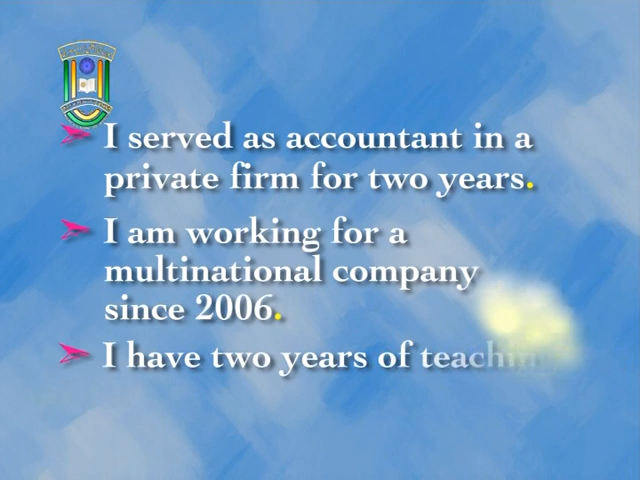 I served as accountant in a
private firm for two years.
I am working for a
multinational company
since 2006.
I have two years of